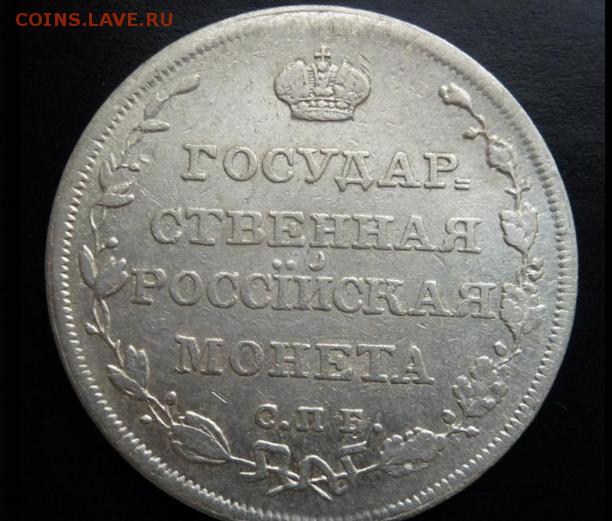 COINS.LAVE.RU
ГОСУДАР=
СТВЕННАЯ
РОССІЙСКАЯ
МОНЕТА
С.П Б.